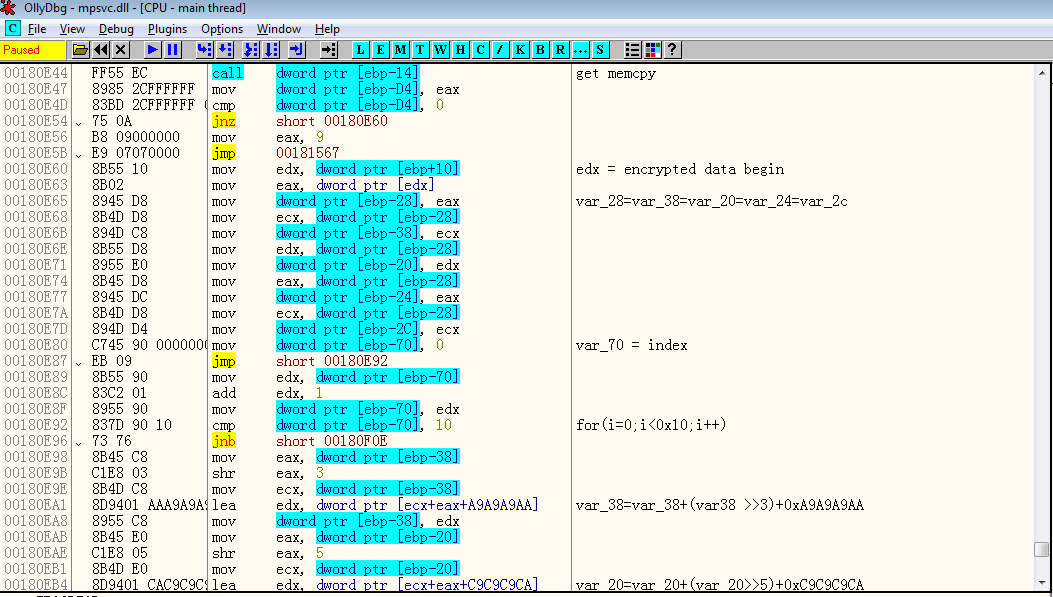 OllyDbg - mpsvc.dll - [CPU - main thread]
C File View Debug Plugins Options Window Help
Paused L E M T W H C / K B R ... S ?
00180E44 FF55 EC call dword ptr [ebp-14] get memcpy
00180E47 8985 2CFFFFFF mov dword ptr [ebp-D4], eax
00180E4D 83BD 2CFFFFFF cmp dword ptr [ebp-D4], 0
00180E54 75 0A jnz short 00180E60
00180E56 B8 09000000 mov eax, 9
00180E5B E9 07070000 jmp 00181567
00180E60 8B55 10 mov edx, dword ptr [ebp+10] edx = encrypted data begin
00180E63 8B02 mov eax, dword ptr [edx]
00180E65 8945 D8 mov dword ptr [ebp-28], eax var_28=var_38=var_20=var_24=var_2c
00180E68 8B4D D8 mov ecx, dword ptr [ebp-28]
00180E6B 894D C8 mov dword ptr [ebp-38], ecx
00180E6E 8B55 D8 mov edx, dword ptr [ebp-28]
00180E71 8955 E0 mov dword ptr [ebp-20], edx
00180E74 8B45 D8 mov eax, dword ptr [ebp-28]
00180E77 8945 DC mov dword ptr [ebp-24], eax
00180E7A 8B4D D8 mov ecx, dword ptr [ebp-28]
00180E7D 894D D4 mov dword ptr [ebp-2C], ecx
00180E80 C745 90 0000000 mov dword ptr [ebp-70], 0 var_70 = index
00180E87 EB 09 jmp short 00180E92
00180E89 8B55 90 mov edx, dword ptr [ebp-70]
00180E8C 83C2 01 add edx, 1
00180E8F 8955 90 mov dword ptr [ebp-70], edx
00180E92 837D 90 10 cmp dword ptr [ebp-70], 10 for(i=0;i<0x10;i++)
00180E96 73 76 jnb short 00180F0E
00180E98 8B45 C8 mov eax, dword ptr [ebp-38]
00180E9B C1E8 03 shr eax, 3
00180E9E 8B4D C8 mov ecx, dword ptr [ebp-38]
00180EA1 8D9401 AAA9A9A9 lea edx, dword ptr [ecx+eax+A9A9A9AA] var_38=var_38+(var38 >>3)+0xA9A9A9AA
00180EA8 8955 C8 mov dword ptr [ebp-38], edx
00180EAB 8B45 E0 mov eax, dword ptr [ebp-20]
00180EAE C1E8 05 shr eax, 5
00180EB1 8B4D E0 mov ecx, dword ptr [ebp-20]
00180EB4 8D9401 CAC9C9C9 lea edx, dword ptr [ecx+eax+C9C9C9CA] var_20=var_20+(var_20>>5)+0xC9C9C9CA